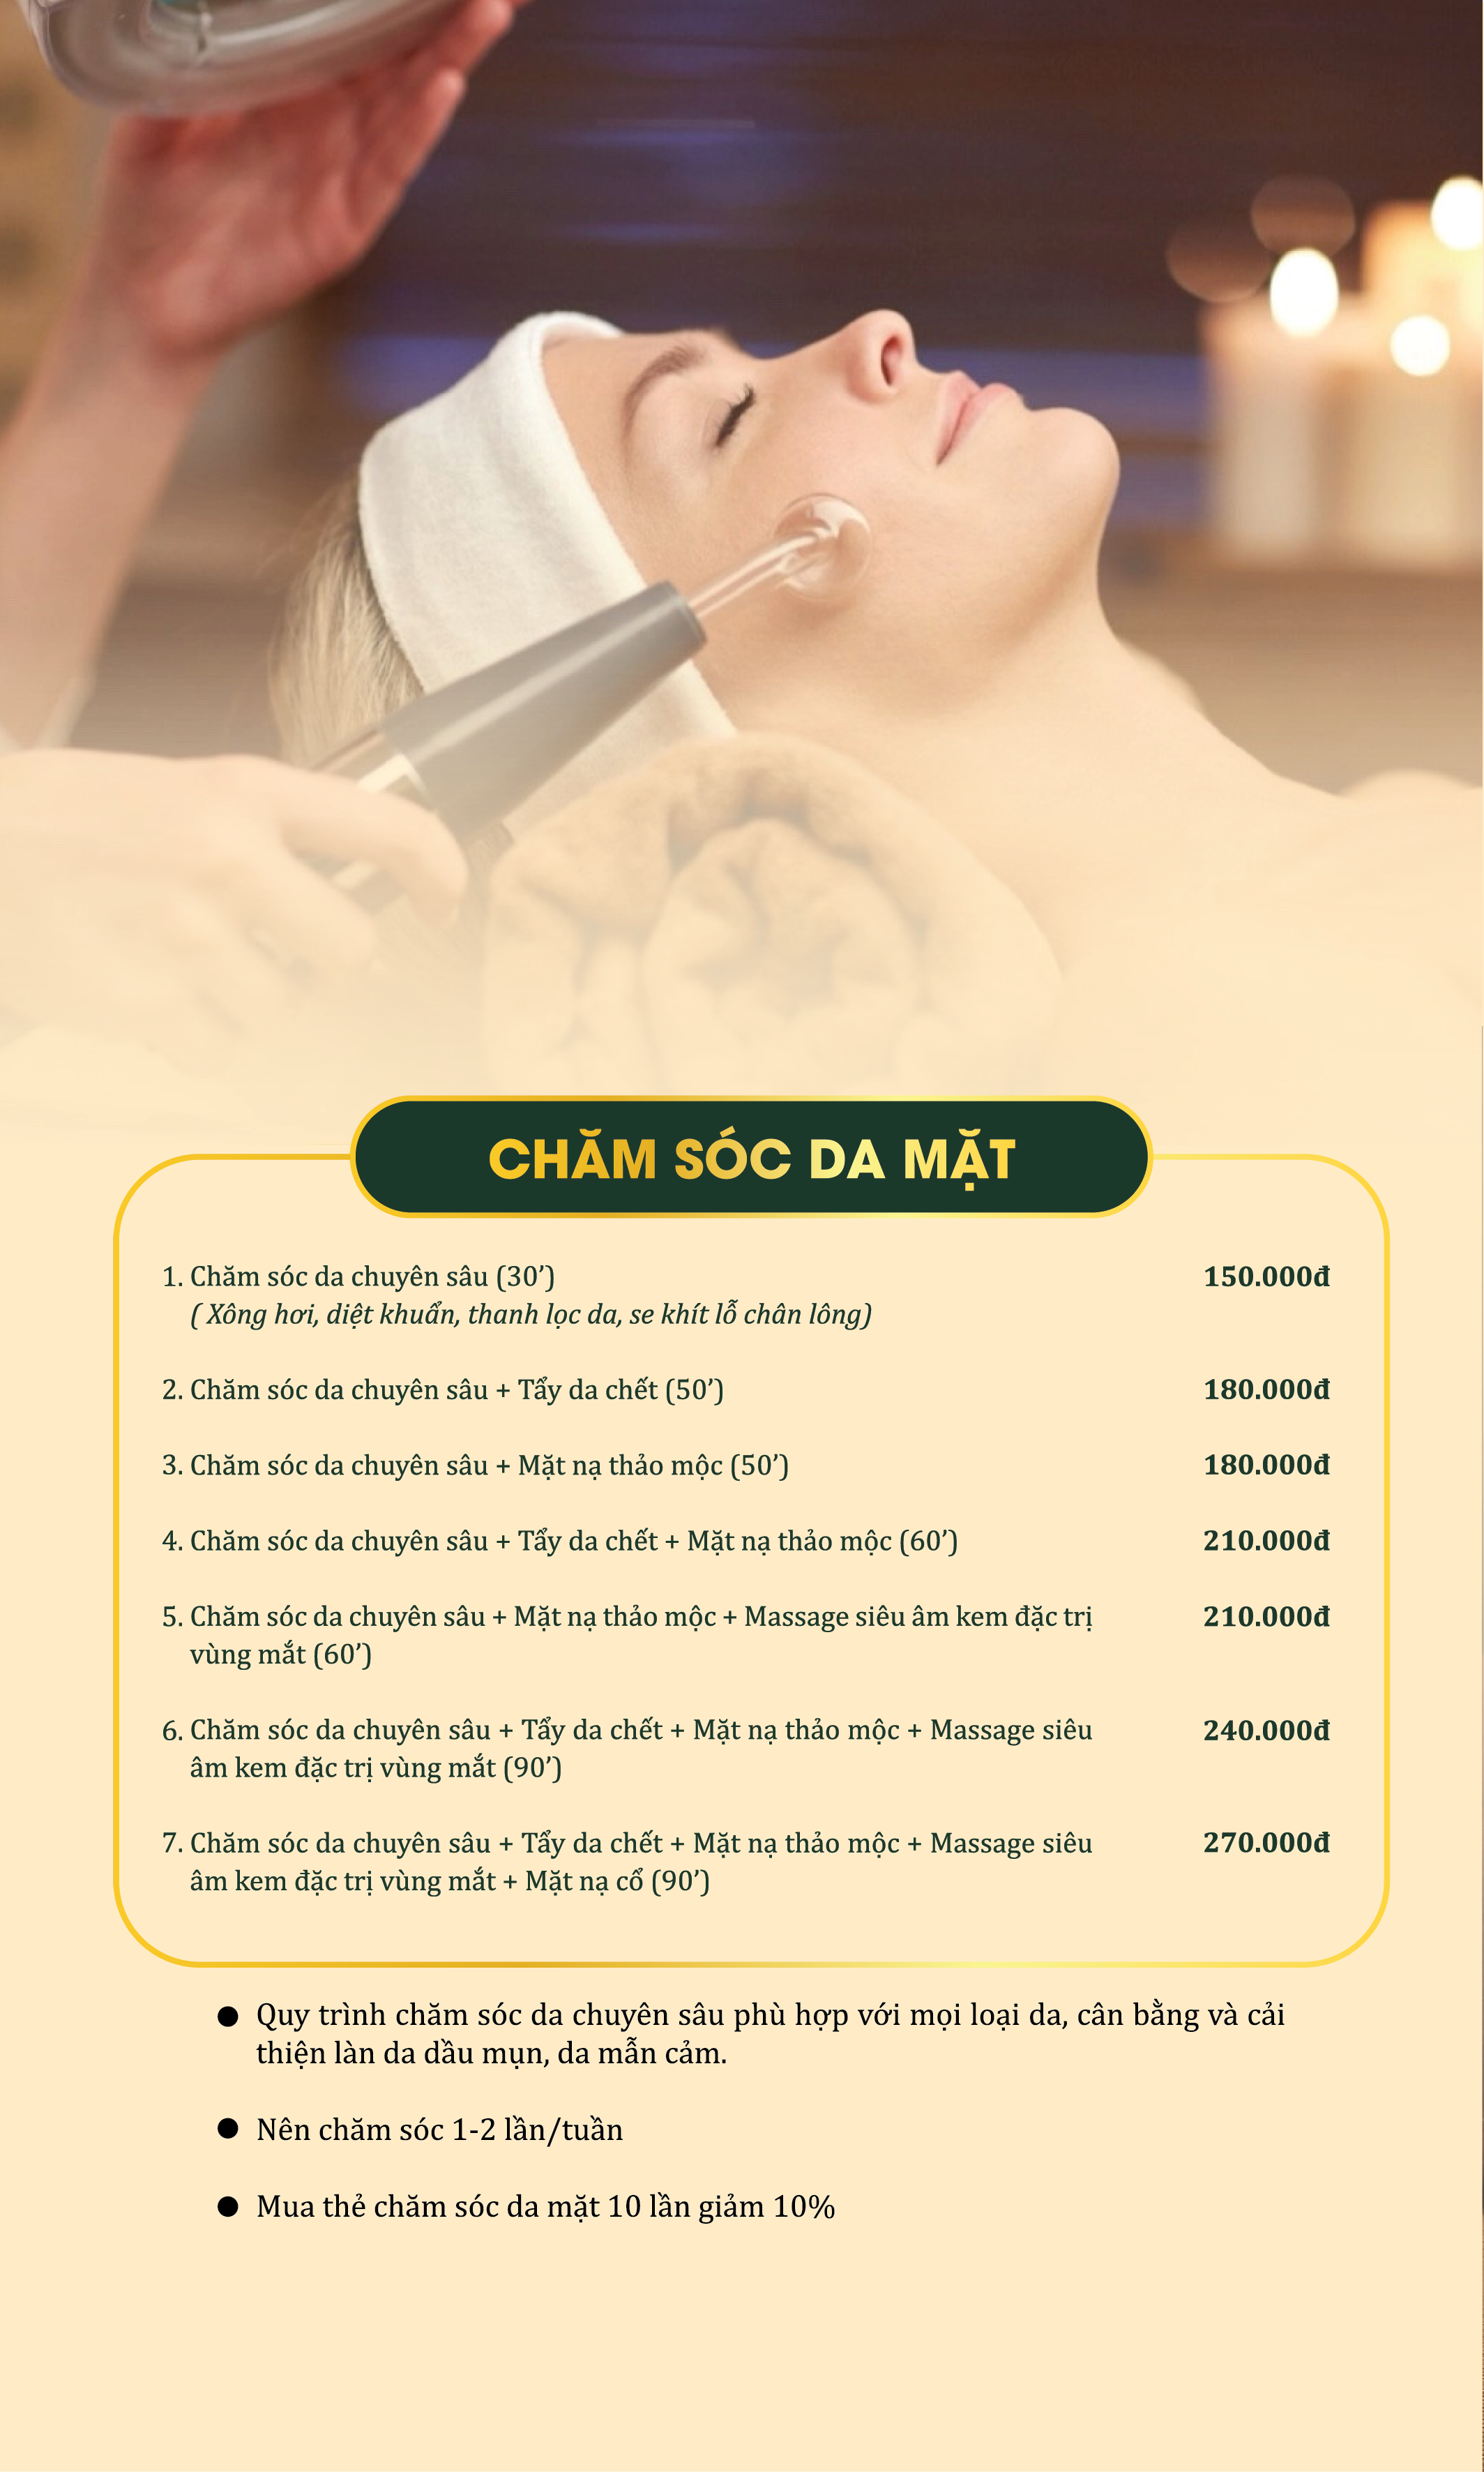 CHĂM SÓC DA MẶT
1. Chăm sóc da chuyên sâu (30’) 150.000đ
( Xông hơi, diệt khuẩn, thanh lọc da, se khít lỗ chân lông)
2. Chăm sóc da chuyên sâu + Tẩy da chết (50’) 180.000đ
3. Chăm sóc da chuyên sâu + Mặt nạ thảo mộc (50’) 180.000đ
4. Chăm sóc da chuyên sâu + Tẩy da chết + Mặt nạ thảo mộc (60’) 210.000đ
5. Chăm sóc da chuyên sâu + Mặt nạ thảo mộc + Massage siêu âm kem đặc trị 210.000đ
vùng mắt (60’)
6. Chăm sóc da chuyên sâu + Tẩy da chết + Mặt nạ thảo mộc + Massage siêu 240.000đ
âm kem đặc trị vùng mắt (90’)
7. Chăm sóc da chuyên sâu + Tẩy da chết + Mặt nạ thảo mộc + Massage siêu 270.000đ
âm kem đặc trị vùng mắt + Mặt nạ cổ (90’)
● Quy trình chăm sóc da chuyên sâu phù hợp với mọi loại da, cân bằng và cải
thiện làn da dầu mụn, da mẫn cảm.
● Nên chăm sóc 1-2 lần/tuần
● Mua thẻ chăm sóc da mặt 10 lần giảm 10%